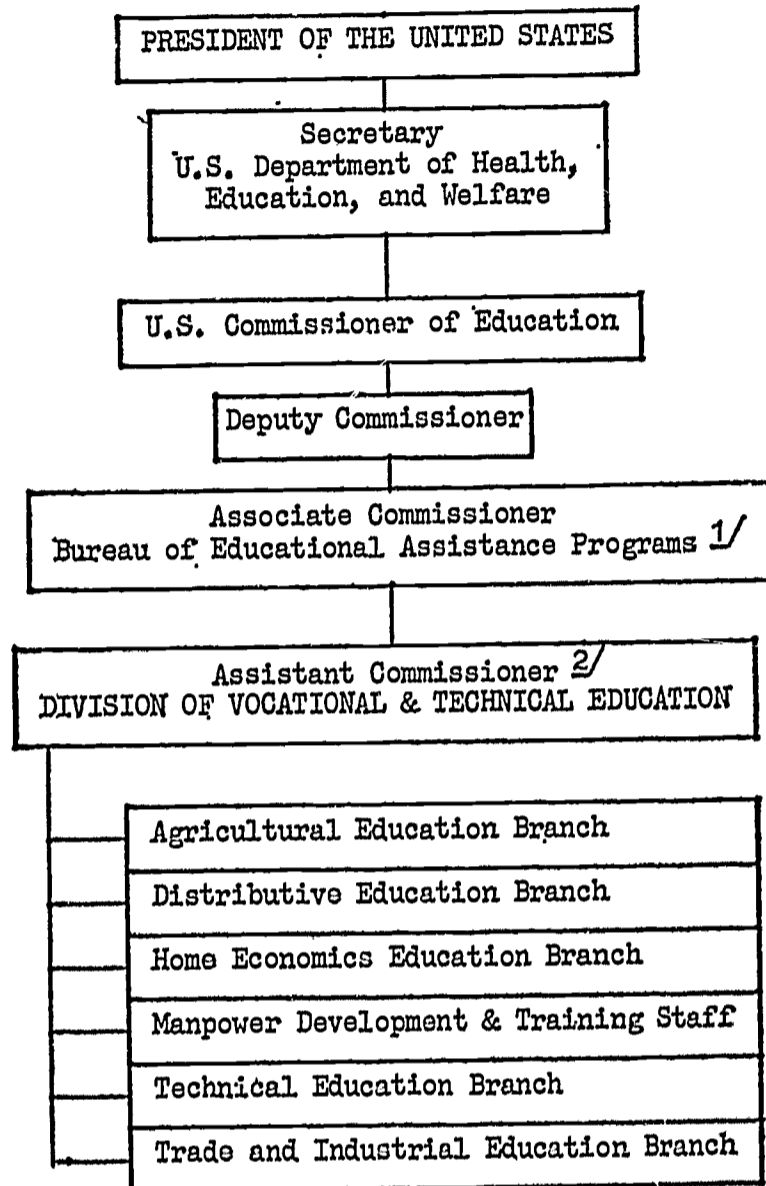 PRESIDENT OF THE UNITED STATES
Secretary
U.S. Department of Health,
Education, and Welfare
U.S. Commissioner of Education
Deputy Commissioner
Associate Commissioner
Bureau of Educational Assistance Programs 1/
Assistant Commissioner 2/
DIVISION OF VOCATIONAL & TECHNICAL EDUCATION
Agricultural Education Branch
Distributive Education Branch
Home Economics Education Branch
Manpower Development & Training Staff
Technical Education Branch
Trade and Industrial Education Branch